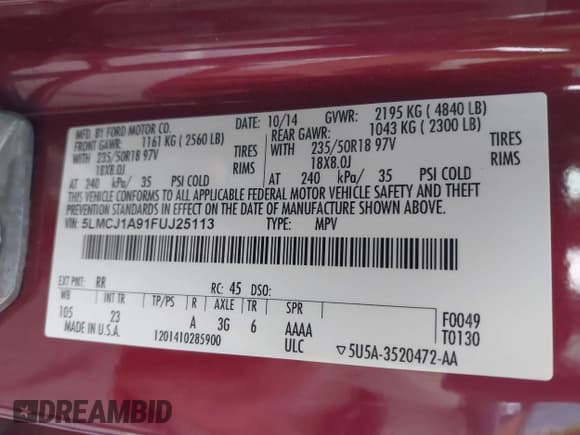 MFD. BY FORD MOTOR CO. DATE: 10/14 GVWR: 2195 KG ( 4840 LB)
FRONT GAWR: 1161 KG ( 2560 LB) REAR GAWR: 1043 KG ( 2300 LB)
WITH 235/50R18 97V TIRES WITH 235/50R18 97V TIRES
18X8.0J RIMS 18X8.0J RIMS
AT 240 kPa/ 35 PSI COLD AT 240 kPa/ 35 PSI COLD
THIS VEHICLE CONFORMS TO ALL APPLICABLE FEDERAL MOTOR VEHICLE SAFETY AND THEFT
PREVENTION STANDARDS IN EFFECT ON THE DATE OF MANUFACTURE SHOWN ABOVE.
VIN: 5LMCJ1A91FUJ25113 TYPE: MPV
EXT PNT: RR RC: 45 DSO:
WB INT TR TP/PS R AXLE TR SPR
105 23 A 3G 6 AAAA F0049
MADE IN U.S.A. 1201410285900 ULC T0130
▽5U5A-3520472-AA
DREAMBID